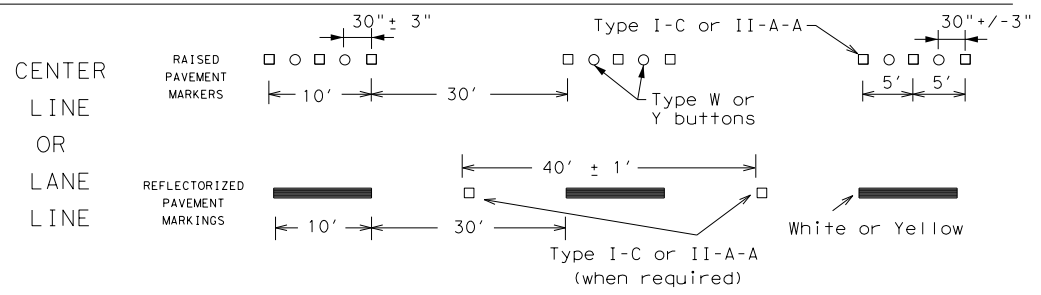 CENTER
LINE
OR
LANE
LINE
RAISED
PAVEMENT
MARKERS
30"± 3"
10'
30'
Type I-C or II-A-A
Type W or
Y buttons
30"+/-3"
5'
5'
REFLECTORIZED
PAVEMENT
MARKINGS
10'
30'
40' ± 1'
Type I-C or II-A-A
(when required)
White or Yellow